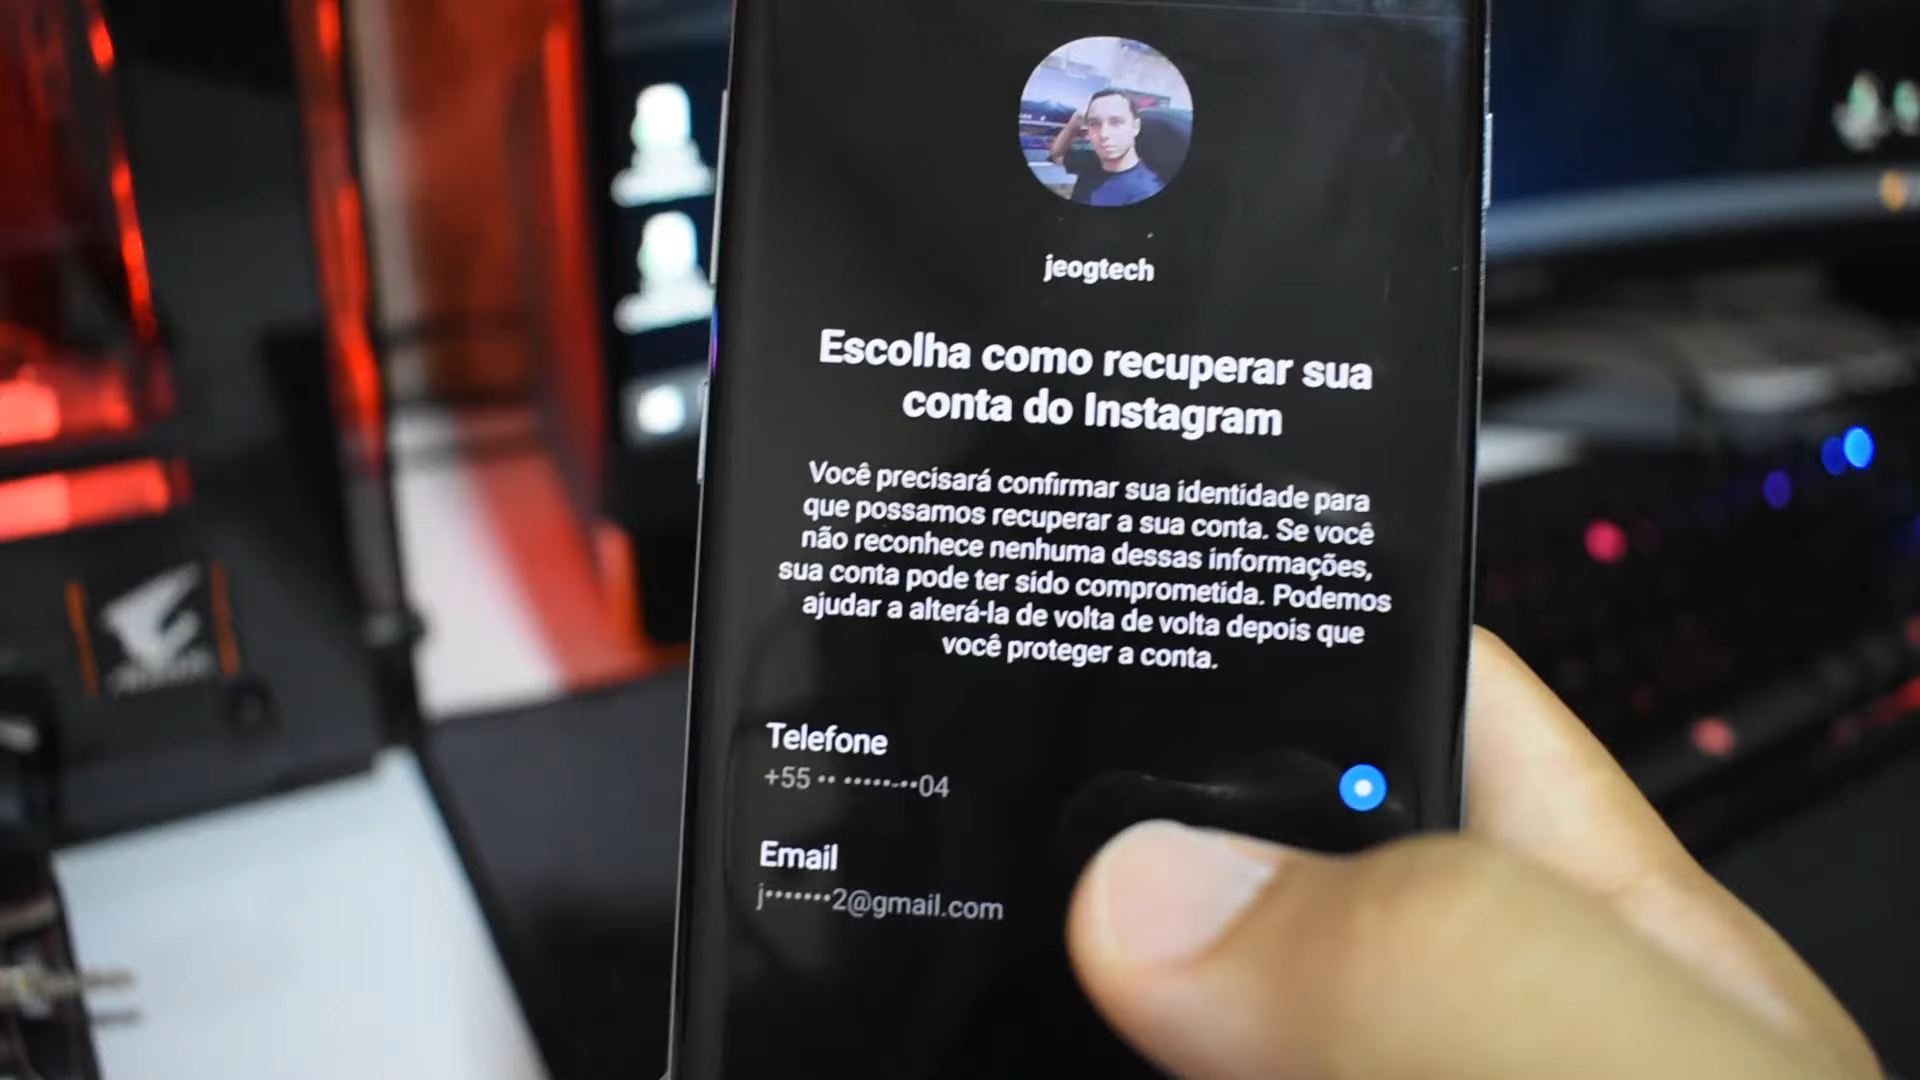 jeogtech
Escolha como recuperar sua
conta do Instagram
Você precisará confirmar sua identidade para
que possamos recuperar a sua conta. Se você
não reconhece nenhuma dessas informações,
sua conta pode ter sido comprometida. Podemos
ajudar a alterá-la de volta de volta depois que
você proteger a conta.
Telefone
+55 •• •••••-••04
Email
j•••••••2@gmail.com